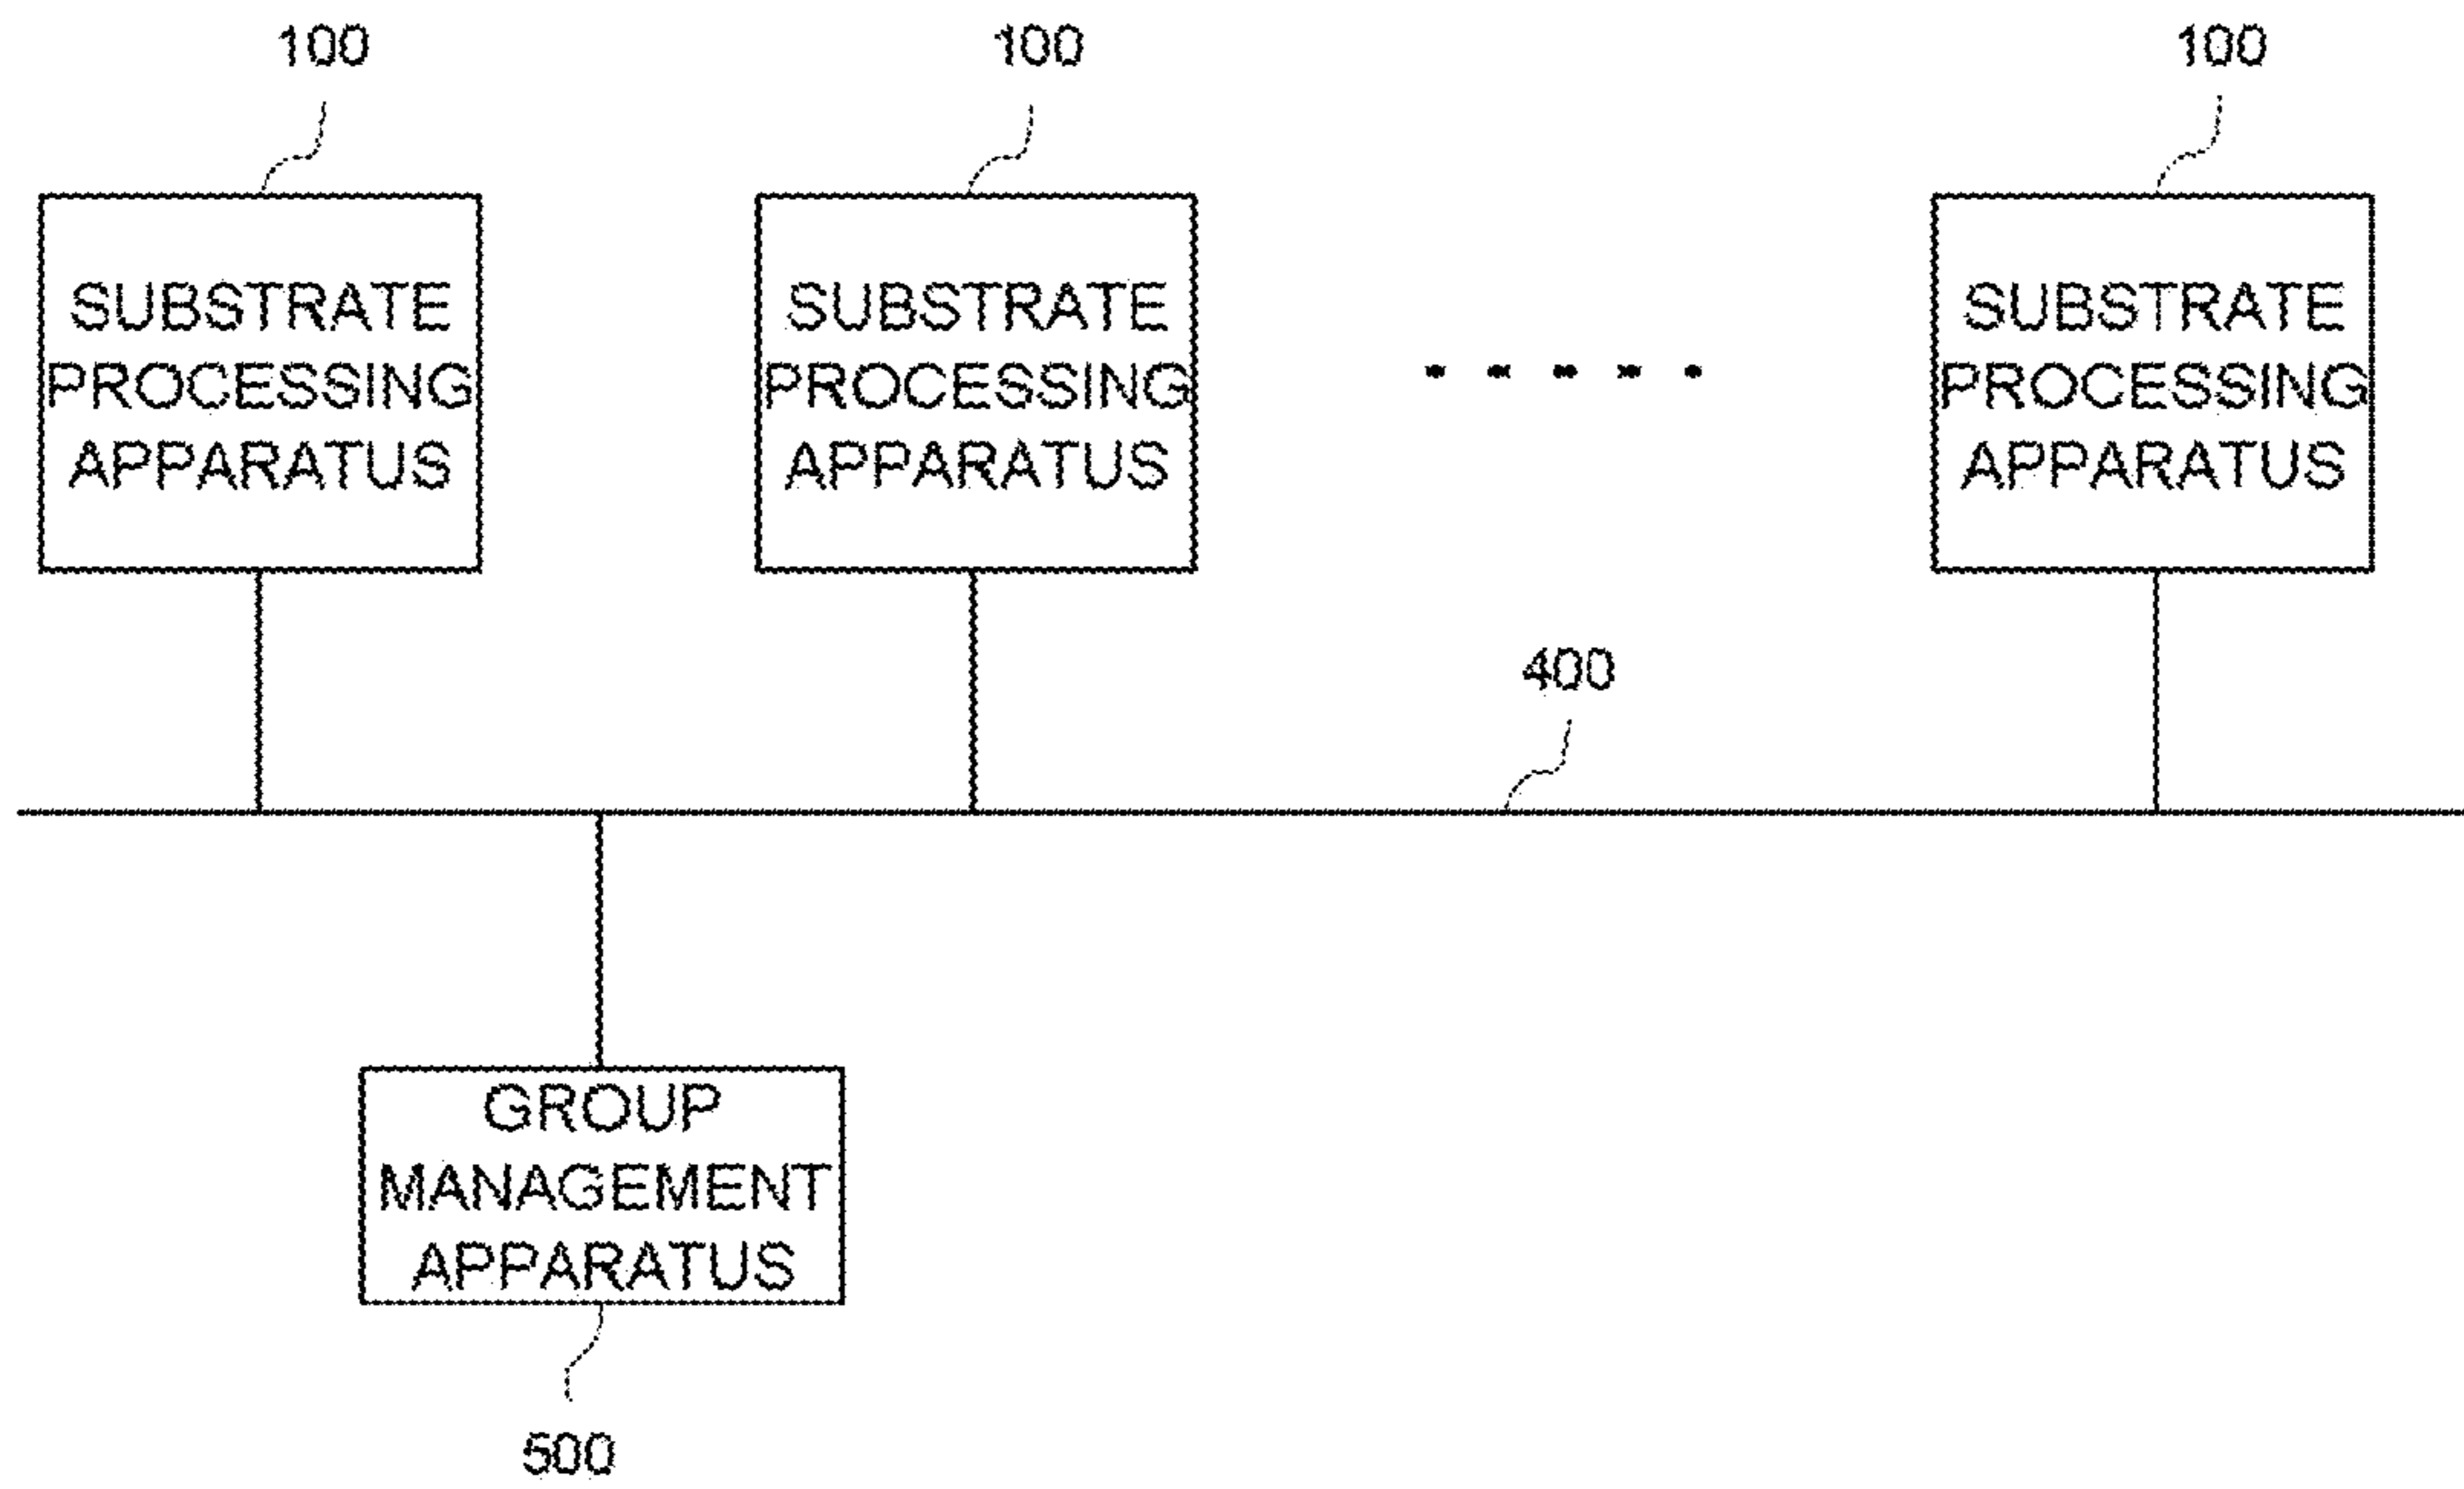 100
100
100
SUBSTRATE
PROCESSING
APPARATUS
SUBSTRATE
PROCESSING
APPARATUS
SUBSTRATE
PROCESSING
APPARATUS
400
GROUP
MANAGEMENT
APPARATUS
500